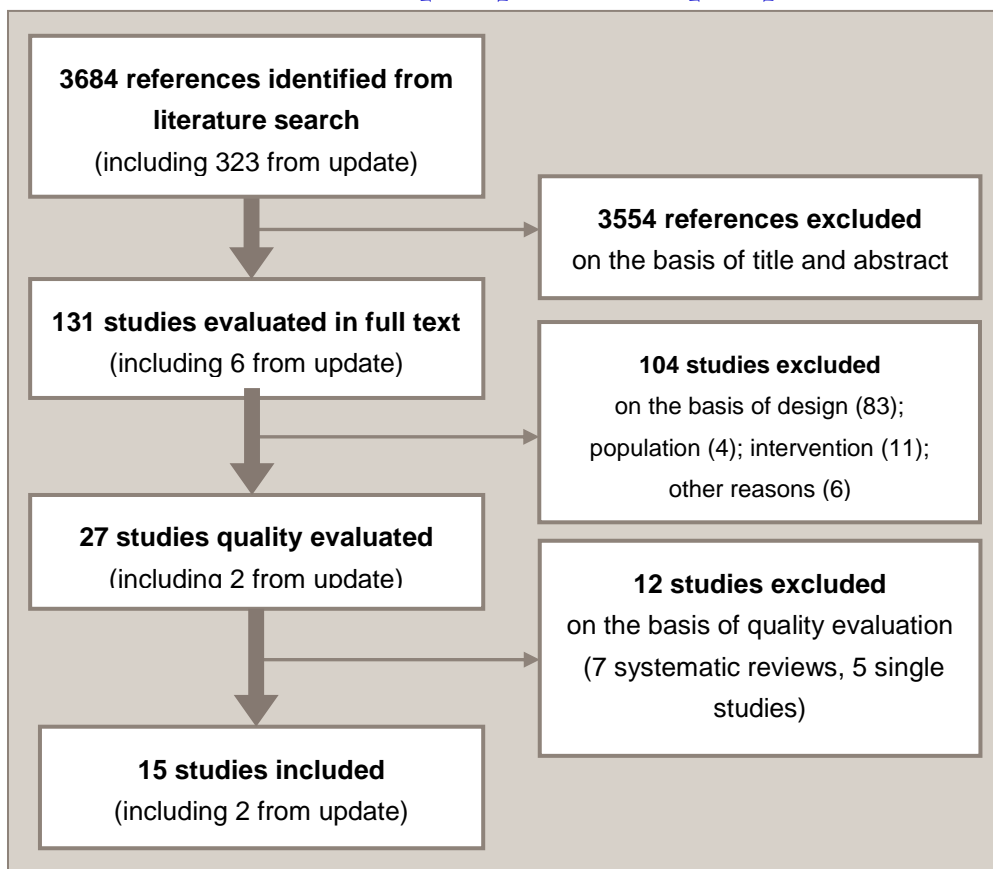 3684 references identified from
literature search
(including 323 from update)
3554 references excluded
on the basis of title and abstract
131 studies evaluated in full text
(including 6 from update)
104 studies excluded
on the basis of design (83);
population (4); intervention (11);
other reasons (6)
27 studies quality evaluated
(including 2 from update)
12 studies excluded
on the basis of quality evaluation
(7 systematic reviews, 5 single
studies)
15 studies included
(including 2 from update)